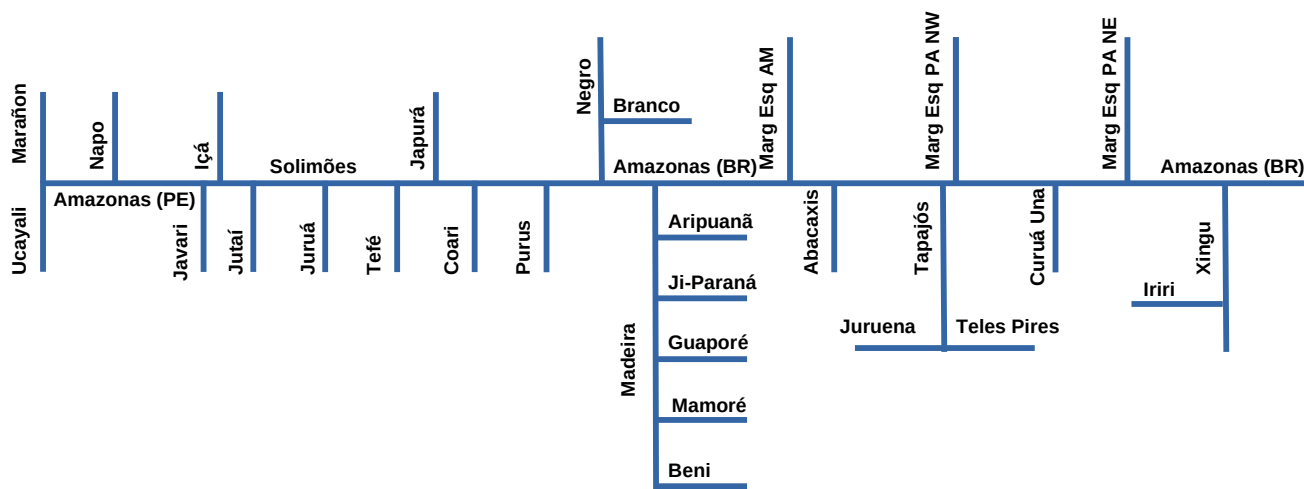 Marañon
Napo
Içá
Solimões
Japurá
Negro
Branco
Amazonas (BR)
Marg Esq AM
Marg Esq PA NW
Marg Esq PA NE
Amazonas (BR)
Ucayali
Amazonas (PE)
Javari
Jutaí
Juruá
Tefé
Coari
Purus
Madeira
Aripuanã
Ji-Paraná
Guaporé
Mamoré
Beni
Abacaxis
Tapajós
Juruena
Teles Pires
Curuá Una
Iriri
Xingu